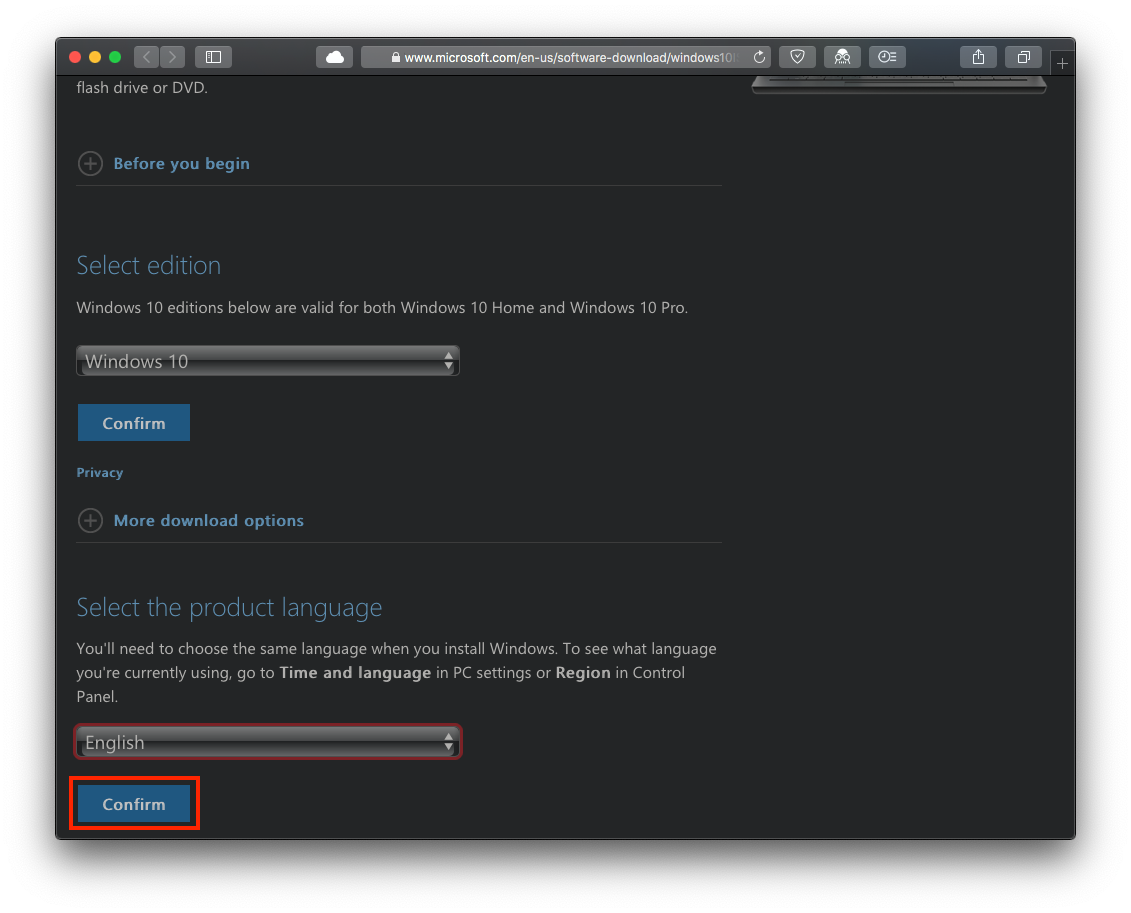 www.microsoft.com/en-us/software-download/windows10
flash drive or DVD.
Before you begin
Select edition
Windows 10 editions below are valid for both Windows 10 Home and Windows 10 Pro.
Windows 10
Confirm
Privacy
More download options
Select the product language
You'll need to choose the same language when you install Windows. To see what language
you're currently using, go to Time and language in PC settings or Region in Control
Panel.
English
Confirm